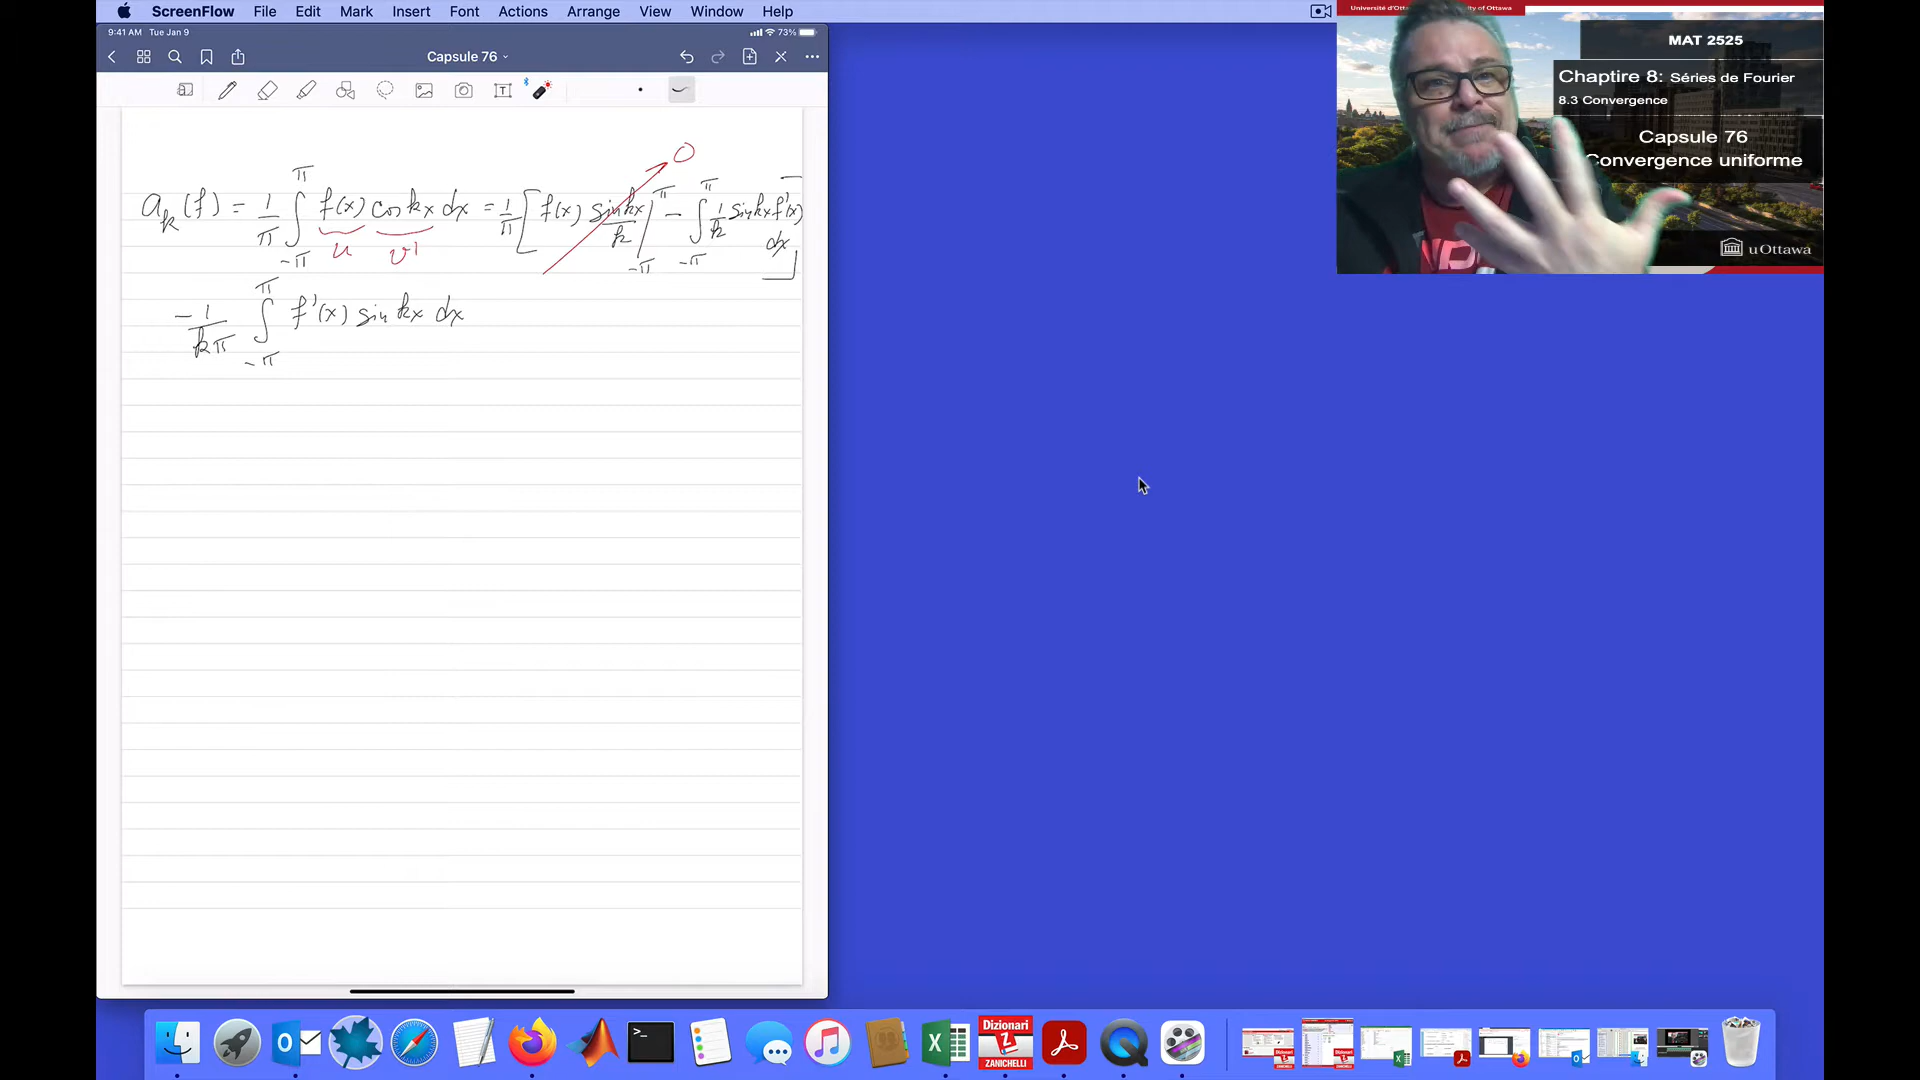 ScreenFlow File Edit Mark Insert Font Actions Arrange View Window Help
9:41 AM Tue Jan 9
73%
Capsule 76
T
a_k(f) = 1/π ∫_{-π}^{π} f(x) cos kx dx = 1/π [ f(x) sin kx / k |_{-π}^{π} - ∫_{-π}^{π} 1/k sin kx f'(x) dx ]
0
u v'
-1/kπ ∫_{-π}^{π} f'(x) sin kx dx
MAT 2525
Chaptire 8: Séries de Fourier
8.3 Convergence
Capsule 76
Convergence uniforme
uOttawa
Dizionari
Z
ZANICHELLI